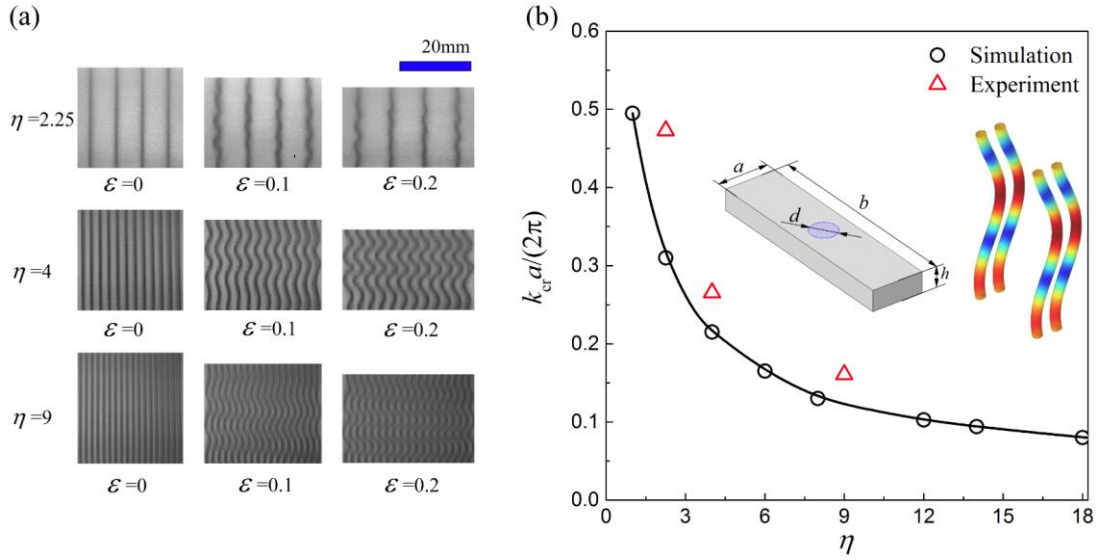 (a)
20mm
η=2.25
ε=0
ε=0.1
ε=0.2
η=4
ε=0
ε=0.1
ε=0.2
η=9
ε=0
ε=0.1
ε=0.2
(b)
0.6
0.5
0.4
0.3
0.2
0.1
0.0
k_cr a/(2π)
Simulation
Experiment
a
b
d
h
0 3 6 9 12 15 18
η